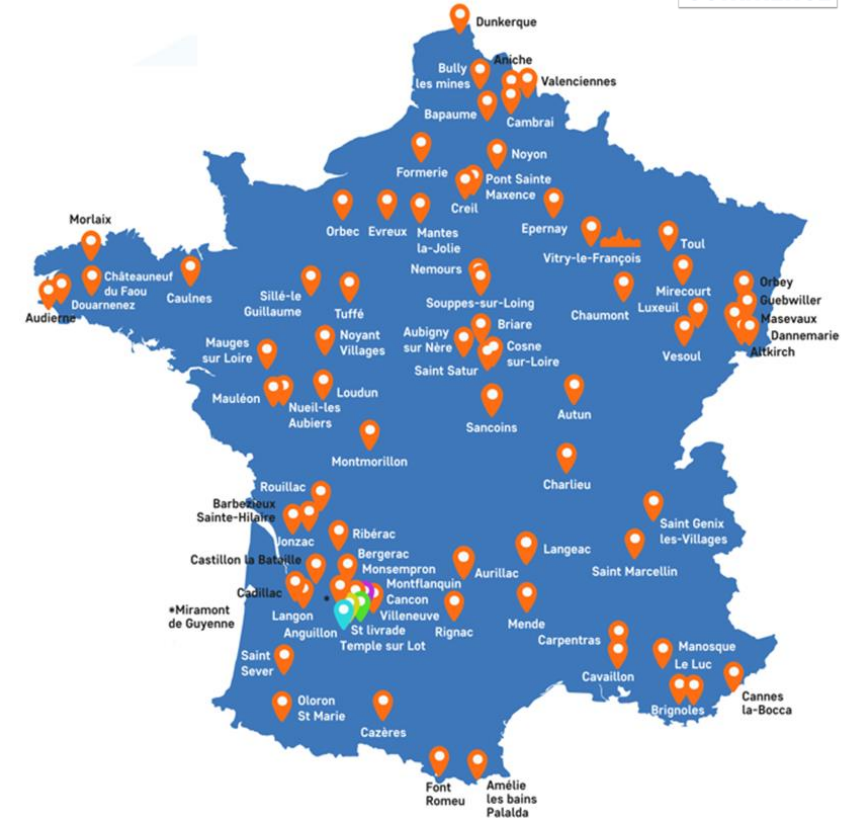 Dunkerque
Aniche
Bully
les mines
Valenciennes
Bapaume
Cambrai
Formerie
Noyon
Pont Sainte
Maxence
Creil
Orbec
Evreux
Mantes
la-Jolie
Epernay
Vitry-le-François
Toul
Morlaix
Châteauneuf
du Faou
Douarnenez
Audierne
Caulnes
Sillé-le
Guillaume
Tuffé
Nemours
Souppes-sur-Loing
Chaumont
Mirecourt
Luxeuil
Vesoul
Orbey
Guebwiller
Masevaux
Dannemarie
Altkirch
Mauges
sur Loire
Noyant
Villages
Aubigny
sur Nère
Briare
Cosne
sur-Loire
Saint Satur
Mauléon
Nueil-les
Aubiers
Loudun
Sancoins
Autun
Montmorillon
Charlieu
Rouillac
Barbezieux
Sainte-Hilaire
Jonzac
Ribérac
Saint Genix
les-Villages
Saint Marcellin
Castillon la Bataille
Bergerac
Monsempron
Montflanquin
Cancon
Villeneuve
Cadillac
Langon
*Miramont
de Guyenne
*
Anguillon
St livrade
Temple sur Lot
Aurillac
Langeac
Rignac
Mende
Carpentras
Cavaillon
Manosque
Le Luc
Brignoles
Cannes
la-Bocca
Saint
Sever
Oloron
St Marie
Cazères
Font
Romeu
Amélie
les bains
Palalda